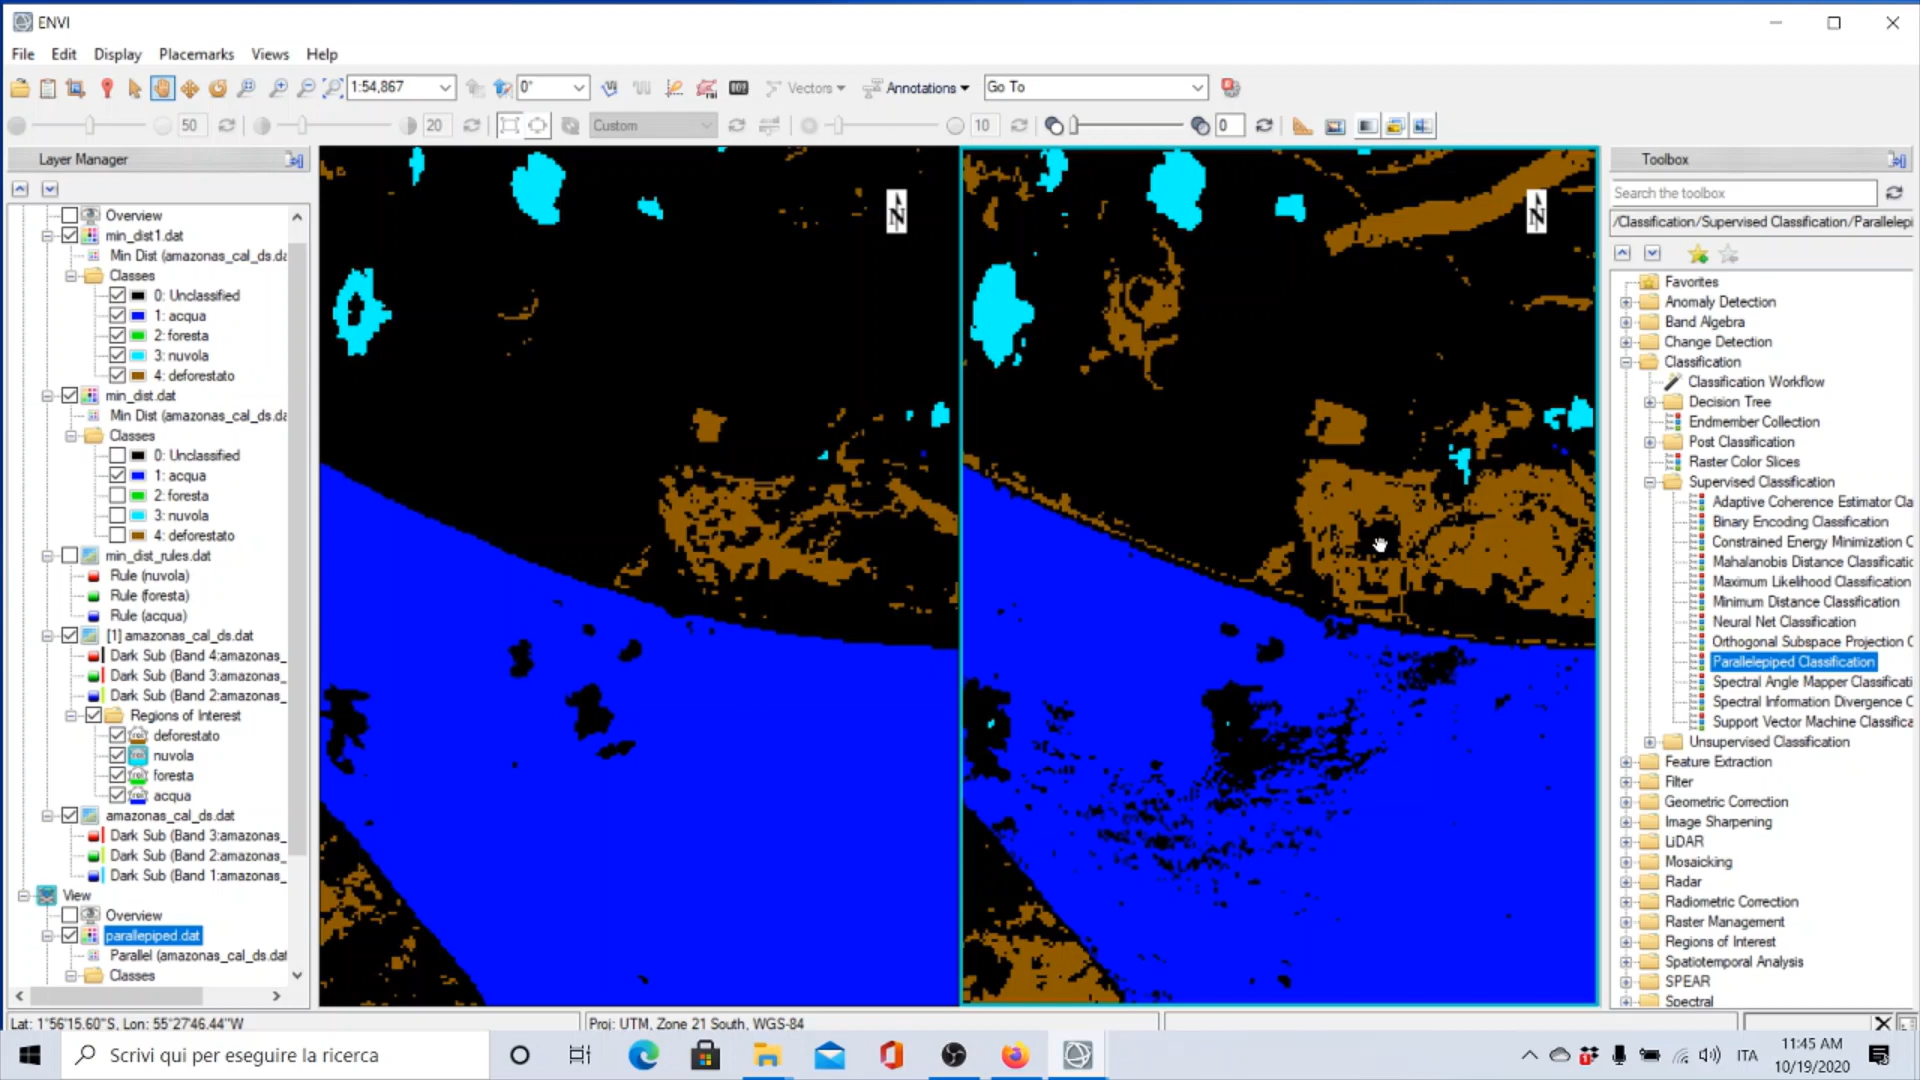 ENVI
File Edit Display Placemarks Views Help
1:54,867
0°
Vectors
Annotations
Go To
50
20
Custom
10
0
Layer Manager
Overview
min_dist1.dat
Min Dist (amazonas_cal_ds.da
Classes
0: Unclassified
1: acqua
2: foresta
3: nuvola
4: deforestato
min_dist.dat
Min Dist (amazonas_cal_ds.da
Classes
0: Unclassified
1: acqua
2: foresta
3: nuvola
4: deforestato
min_dist_rules.dat
Rule (nuvola)
Rule (foresta)
Rule (acqua)
[1] amazonas_cal_ds.dat
Dark Sub (Band 4:amazonas_
Dark Sub (Band 3:amazonas_
Dark Sub (Band 2:amazonas_
Regions of Interest
deforestato
nuvola
foresta
acqua
amazonas_cal_ds.dat
Dark Sub (Band 3:amazonas_
Dark Sub (Band 2:amazonas_
Dark Sub (Band 1:amazonas_
View
Overview
parallepiped.dat
Parallel (amazonas_cal_ds.dat
Classes
N
N
Toolbox
Search the toolbox
/Classification/Supervised Classification/Parallelepi
Favorites
Anomaly Detection
Band Algebra
Change Detection
Classification
Classification Workflow
Decision Tree
Endmember Collection
Post Classification
Raster Color Slices
Supervised Classification
Adaptive Coherence Estimator Cla
Binary Encoding Classification
Constrained Energy Minimization C
Mahalanobis Distance Classificatio
Maximum Likelihood Classification
Minimum Distance Classification
Neural Net Classification
Orthogonal Subspace Projection C
Parallelepiped Classification
Spectral Angle Mapper Classificati
Spectral Information Divergence C
Support Vector Machine Classifica
Unsupervised Classification
Feature Extraction
Filter
Geometric Correction
Image Sharpening
LiDAR
Mosaicking
Radar
Radiometric Correction
Raster Management
Regions of Interest
Spatiotemporal Analysis
SPEAR
Spectral
Lat: 1°56'15.60"S, Lon: 55°27'46.44"W
Proj: UTM, Zone 21 South, WGS-84
Scrivi qui per eseguire la ricerca
ITA
11:45 AM
10/19/2020